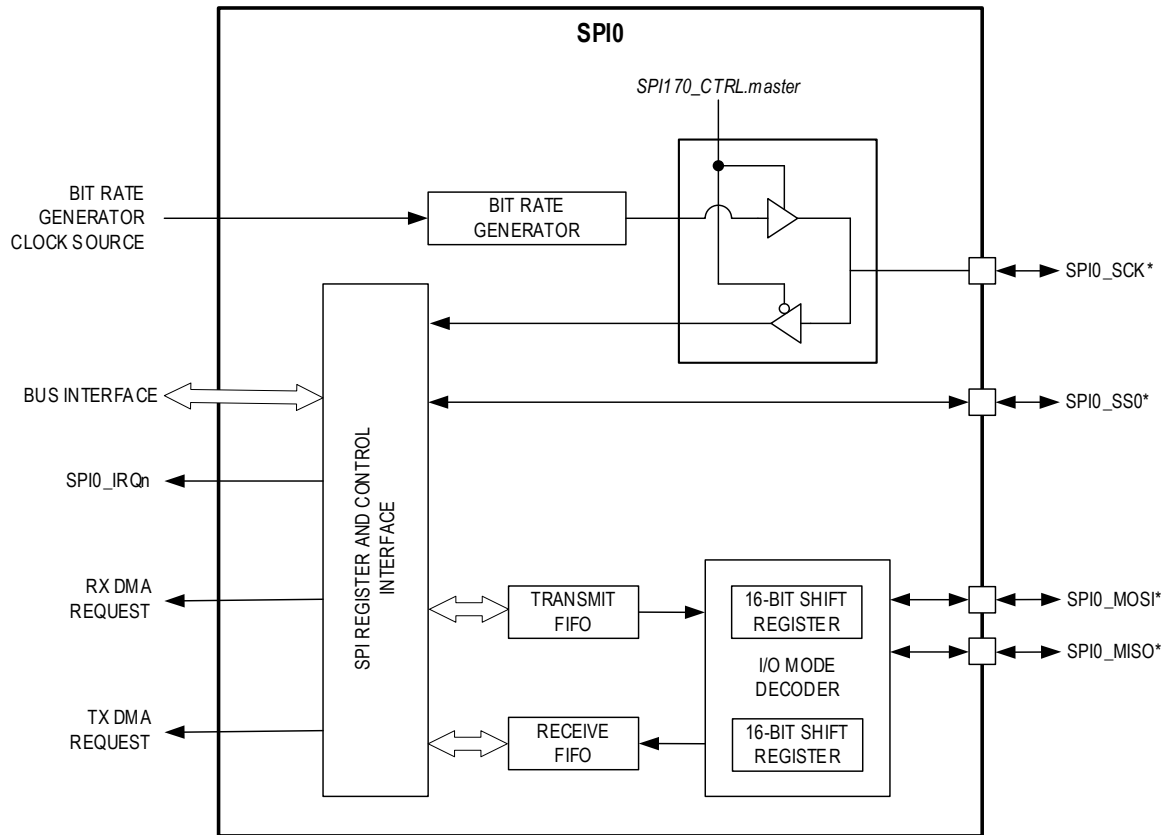 SPI0
SPI170_CTRL.master
BIT RATE
GENERATOR
CLOCK SOURCE
BIT RATE
GENERATOR
SPI0_SCK*
BUS INTERFACE
SPI0_SS0*
SPI0_IRQn
SPI REGISTER AND CONTROL
INTERFACE
RX DMA
REQUEST
TRANSMIT
FIFO
16-BIT SHIFT
REGISTER
SPI0_MOSI*
SPI0_MISO*
I/O MODE
DECODER
TX DMA
REQUEST
RECEIVE
FIFO
16-BIT SHIFT
REGISTER